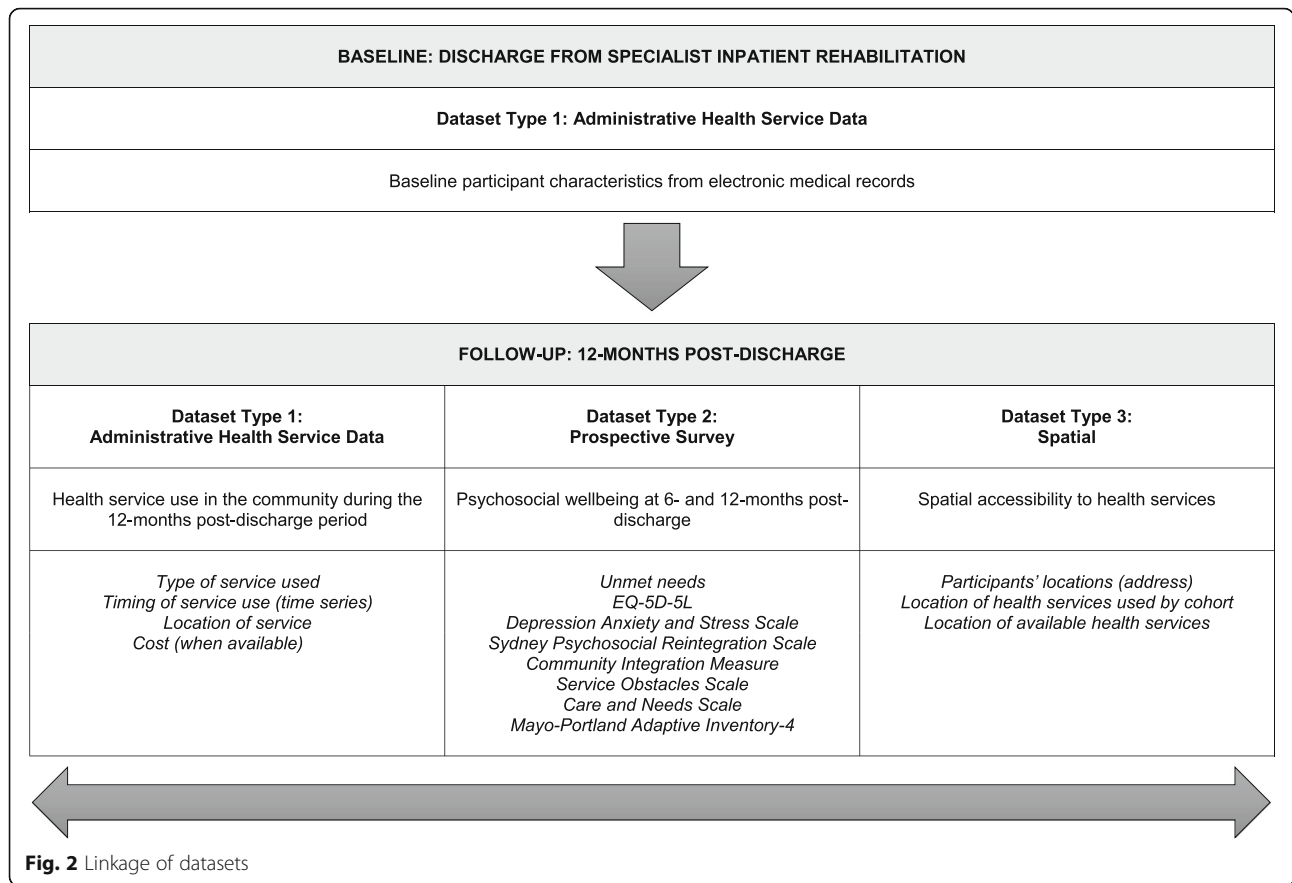 BASELINE: DISCHARGE FROM SPECIALIST INPATIENT REHABILITATION
Dataset Type 1: Administrative Health Service Data
Baseline participant characteristics from electronic medical records
FOLLOW-UP: 12-MONTHS POST-DISCHARGE
Dataset Type 1:
Administrative Health Service Data
Dataset Type 2:
Prospective Survey
Dataset Type 3:
Spatial
Health service use in the community during the
12-months post-discharge period
Psychosocial wellbeing at 6- and 12-months post-
discharge
Spatial accessibility to health services
Type of service used
Timing of service use (time series)
Location of service
Cost (when available)
Unmet needs
EQ-5D-5L
Depression Anxiety and Stress Scale
Sydney Psychosocial Reintegration Scale
Community Integration Measure
Service Obstacles Scale
Care and Needs Scale
Mayo-Portland Adaptive Inventory-4
Participants' locations (address)
Location of health services used by cohort
Location of available health services
Fig. 2 Linkage of datasets